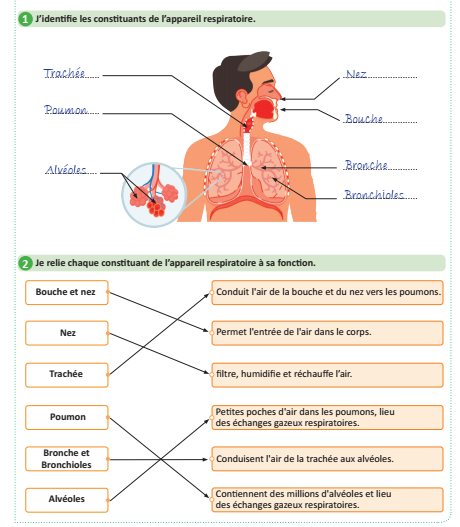 1 J'identifie les constituants de l'appareil respiratoire.
Trachée
Nez
Poumon
Bouche
Bronche
Alvéoles
Bronchioles
2 Je relie chaque constituant de l'appareil respiratoire à sa fonction.
Bouche et nez
Conduit l'air de la bouche et du nez vers les poumons.
Nez
Permet l'entrée de l'air dans le corps.
Trachée
filtre, humidifie et réchauffe l'air.
Poumon
Petites poches d'air dans les poumons, lieu
des échanges gazeux respiratoires.
Bronche et
Bronchioles
Conduisent l'air de la trachée aux alvéoles.
Alvéoles
Contiennent des millions d'alvéoles et lieu
des échanges gazeux respiratoires.